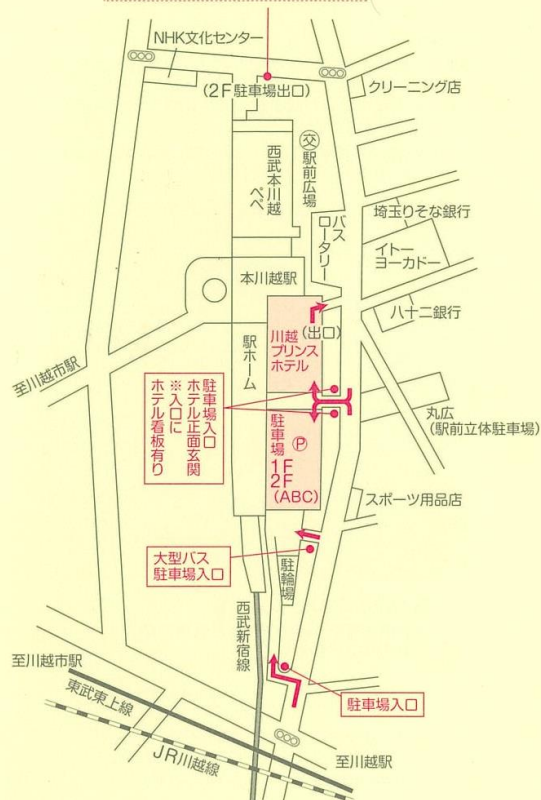 NHK文化センター
(2F駐車場出口)
クリーニング店
西武本川越
ペペ
交
駅前広場
バス
ロータリー
埼玉りそな銀行
イトー
ヨーカドー
本川越駅
八十二銀行
(出口)
川越
プリンス
ホテル
駅ホーム
至川越市駅
駐車場入口
ホテル正面玄関
※入口に
ホテル看板有り
丸広
(駅前立体駐車場)
駐車場 P
1F
2F
(ABC)
スポーツ用品店
大型バス
駐車場入口
駐輪場
西武新宿線
至川越市駅
東武東上線
駐車場入口
JR川越線
至川越駅